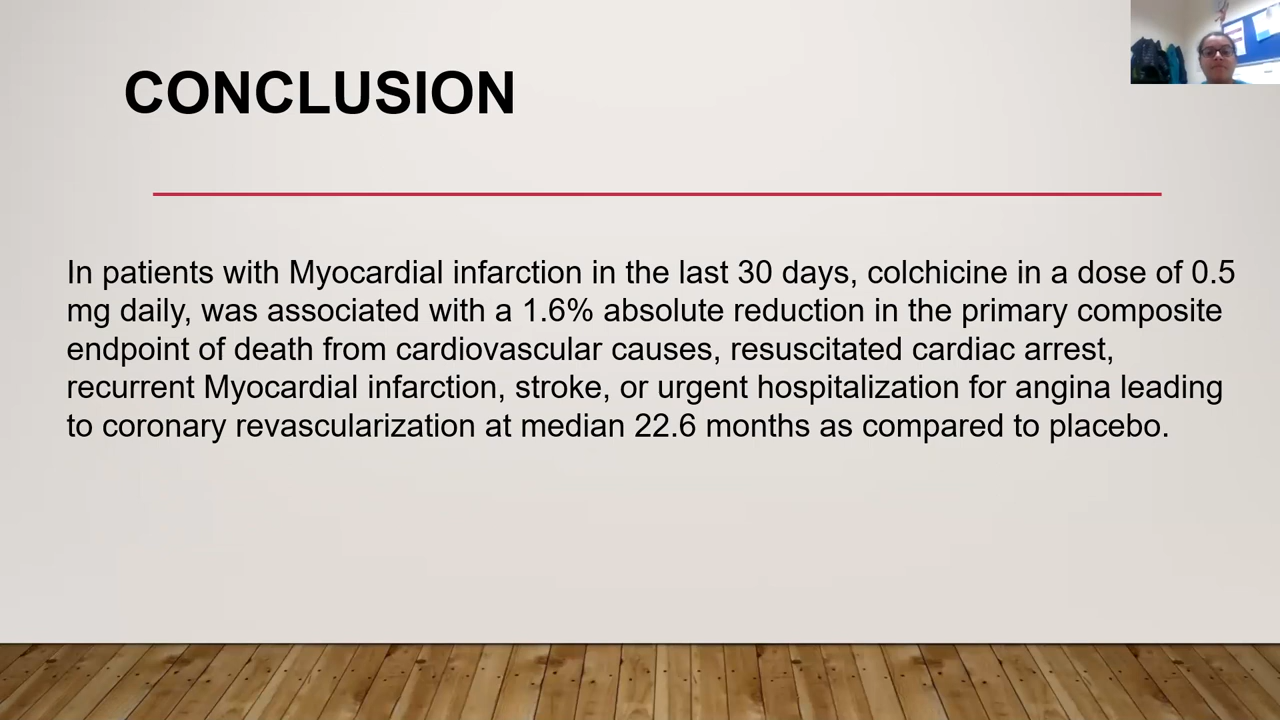 CONCLUSION
In patients with Myocardial infarction in the last 30 days, colchicine in a dose of 0.5
mg daily, was associated with a 1.6% absolute reduction in the primary composite
endpoint of death from cardiovascular causes, resuscitated cardiac arrest,
recurrent Myocardial infarction, stroke, or urgent hospitalization for angina leading
to coronary revascularization at median 22.6 months as compared to placebo.